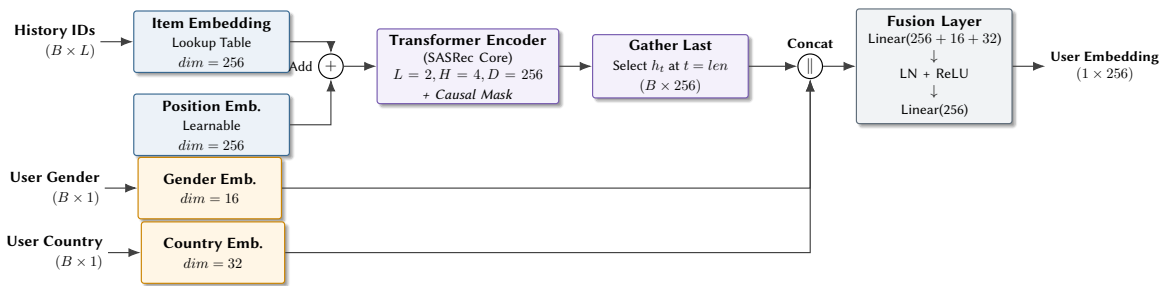 History IDs
(B × L)
Item Embedding
Lookup Table
dim = 256
Add
+
Position Emb.
Learnable
dim = 256
Transformer Encoder
(SASRec Core)
L = 2, H = 4, D = 256
+ Causal Mask
Gather Last
Select h_t at t = len
(B × 256)
Concat
||
Fusion Layer
Linear(256 + 16 + 32)
↓
LN + ReLU
↓
Linear(256)
User Embedding
(1 × 256)
User Gender
(B × 1)
Gender Emb.
dim = 16
User Country
(B × 1)
Country Emb.
dim = 32